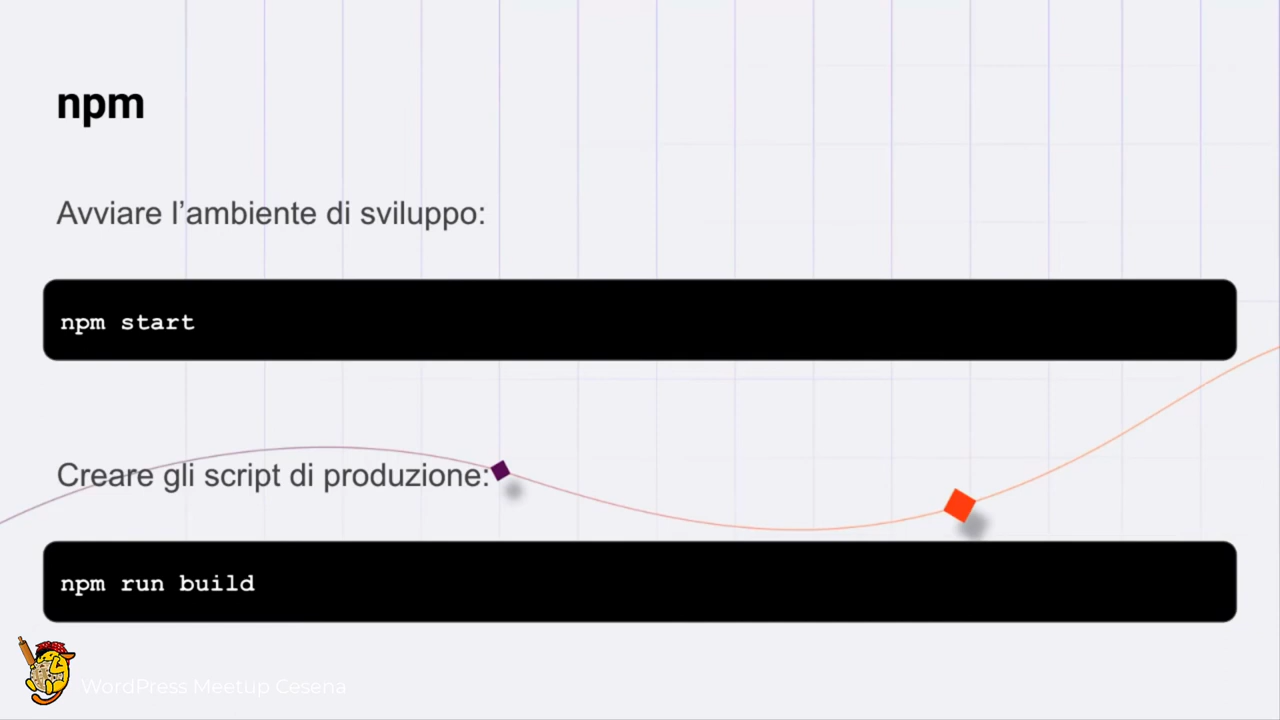 npm
Avviare l’ambiente di sviluppo:
npm start
Creare gli script di produzione:
npm run build
WordPress MeetUp Cesena